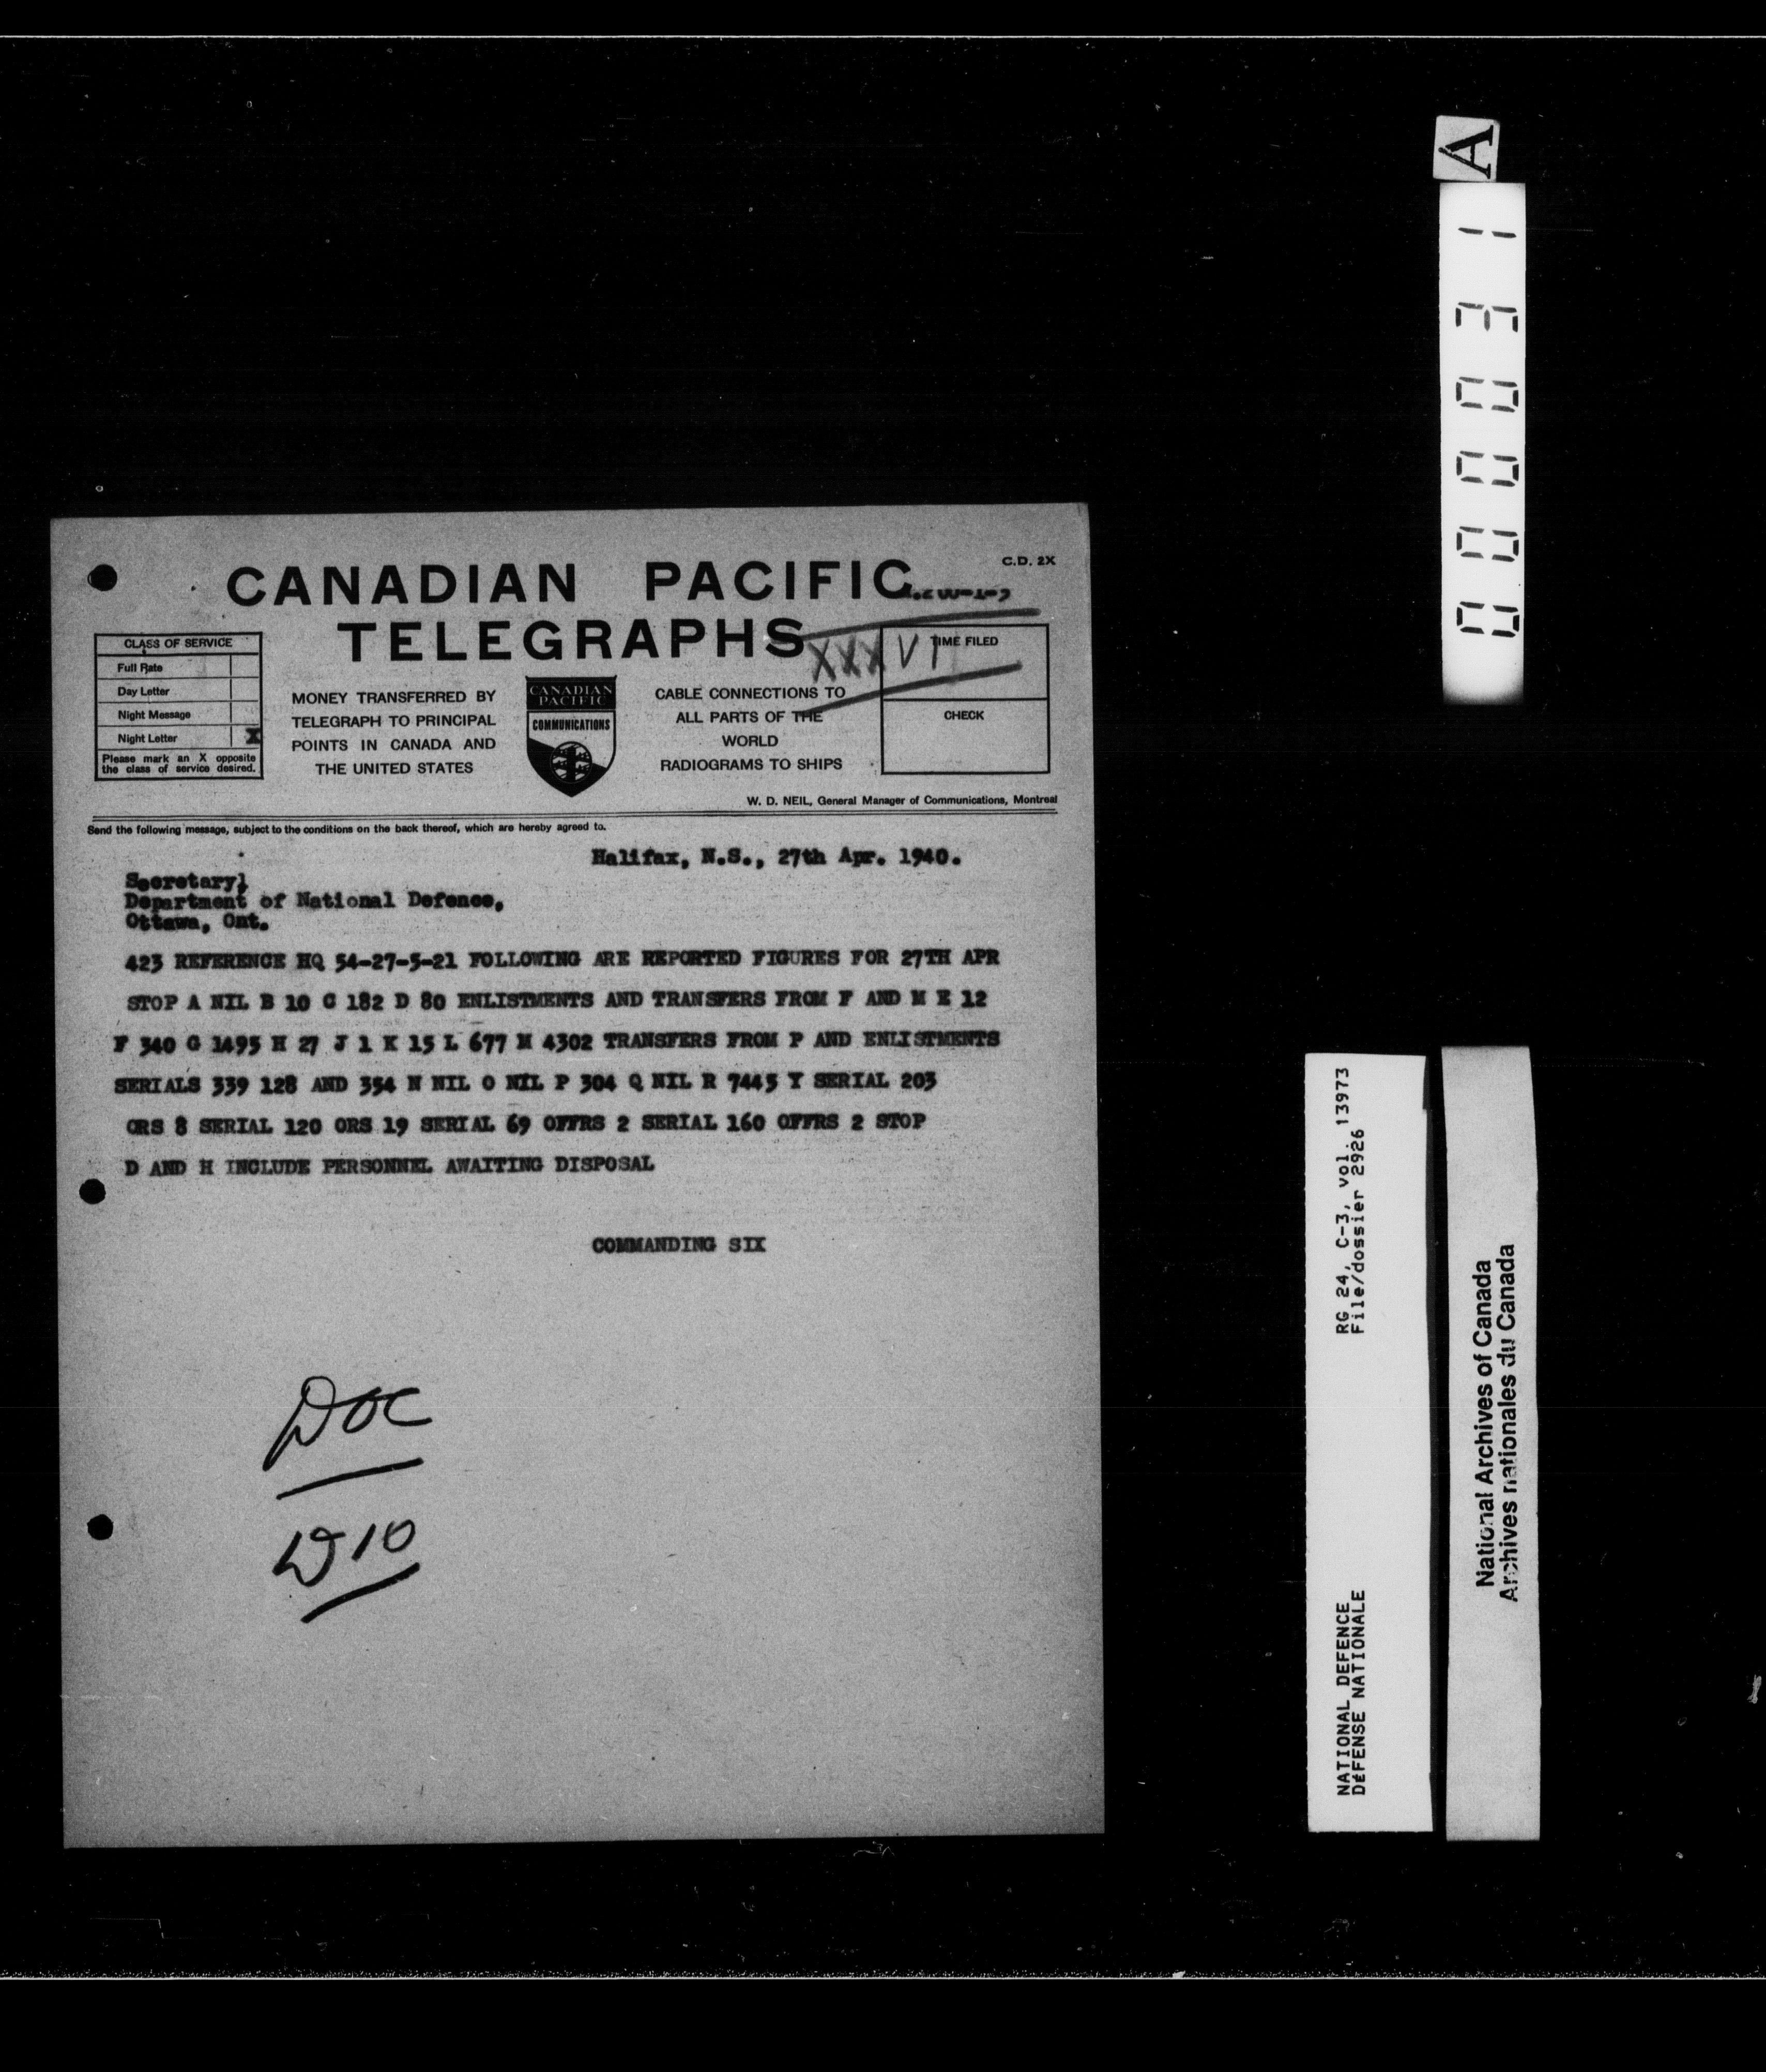 C.D. 2X
CANADIAN PACIFIC
TELEGRAPHS
XXXVI
CLASS OF SERVICE
Full Rate
Day Letter
Night Message
Night Letter X
Please mark an X opposite
the class of service desired.
MONEY TRANSFERRED BY
TELEGRAPH TO PRINCIPAL
POINTS IN CANADA AND
THE UNITED STATES
CANADIAN
PACIFIC
COMMUNICATIONS
CABLE CONNECTIONS TO
ALL PARTS OF THE
WORLD
RADIOGRAMS TO SHIPS
TIME FILED
CHECK
W. D. NEIL, General Manager of Communications, Montreal
Send the following message, subject to the conditions on the back thereof, which are hereby agreed to.
Halifax, N.S., 27th Apr. 1940.
Secretary,
Department of National Defence,
Ottawa, Ont.
423 REFERENCE HQ 54-27-5-21 FOLLOWING ARE REPORTED FIGURES FOR 27TH APR
STOP A NIL B 10 C 182 D 80 ENLISTMENTS AND TRANSFERS FROM F AND M E 12
F 340 G 1495 H 27 J 1 K 15 L 677 M 4302 TRANSFERS FROM P AND ENLISTMENTS
SERIALS 339 128 AND 354 N NIL O NIL P 304 Q NIL R 7445 Y SERIAL 203
ORS 8 SERIAL 120 ORS 19 SERIAL 69 OFFRS 2 SERIAL 160 OFFRS 2 STOP
D AND H INCLUDE PERSONNEL AWAITING DISPOSAL
COMMANDING SIX
DOC
D10
A
000031
RG 24, C-3, vol. 13973
File/dossier 2926
NATIONAL DEFENCE
DÉFENSE NATIONALE
National Archives of Canada
Archives nationales du Canada